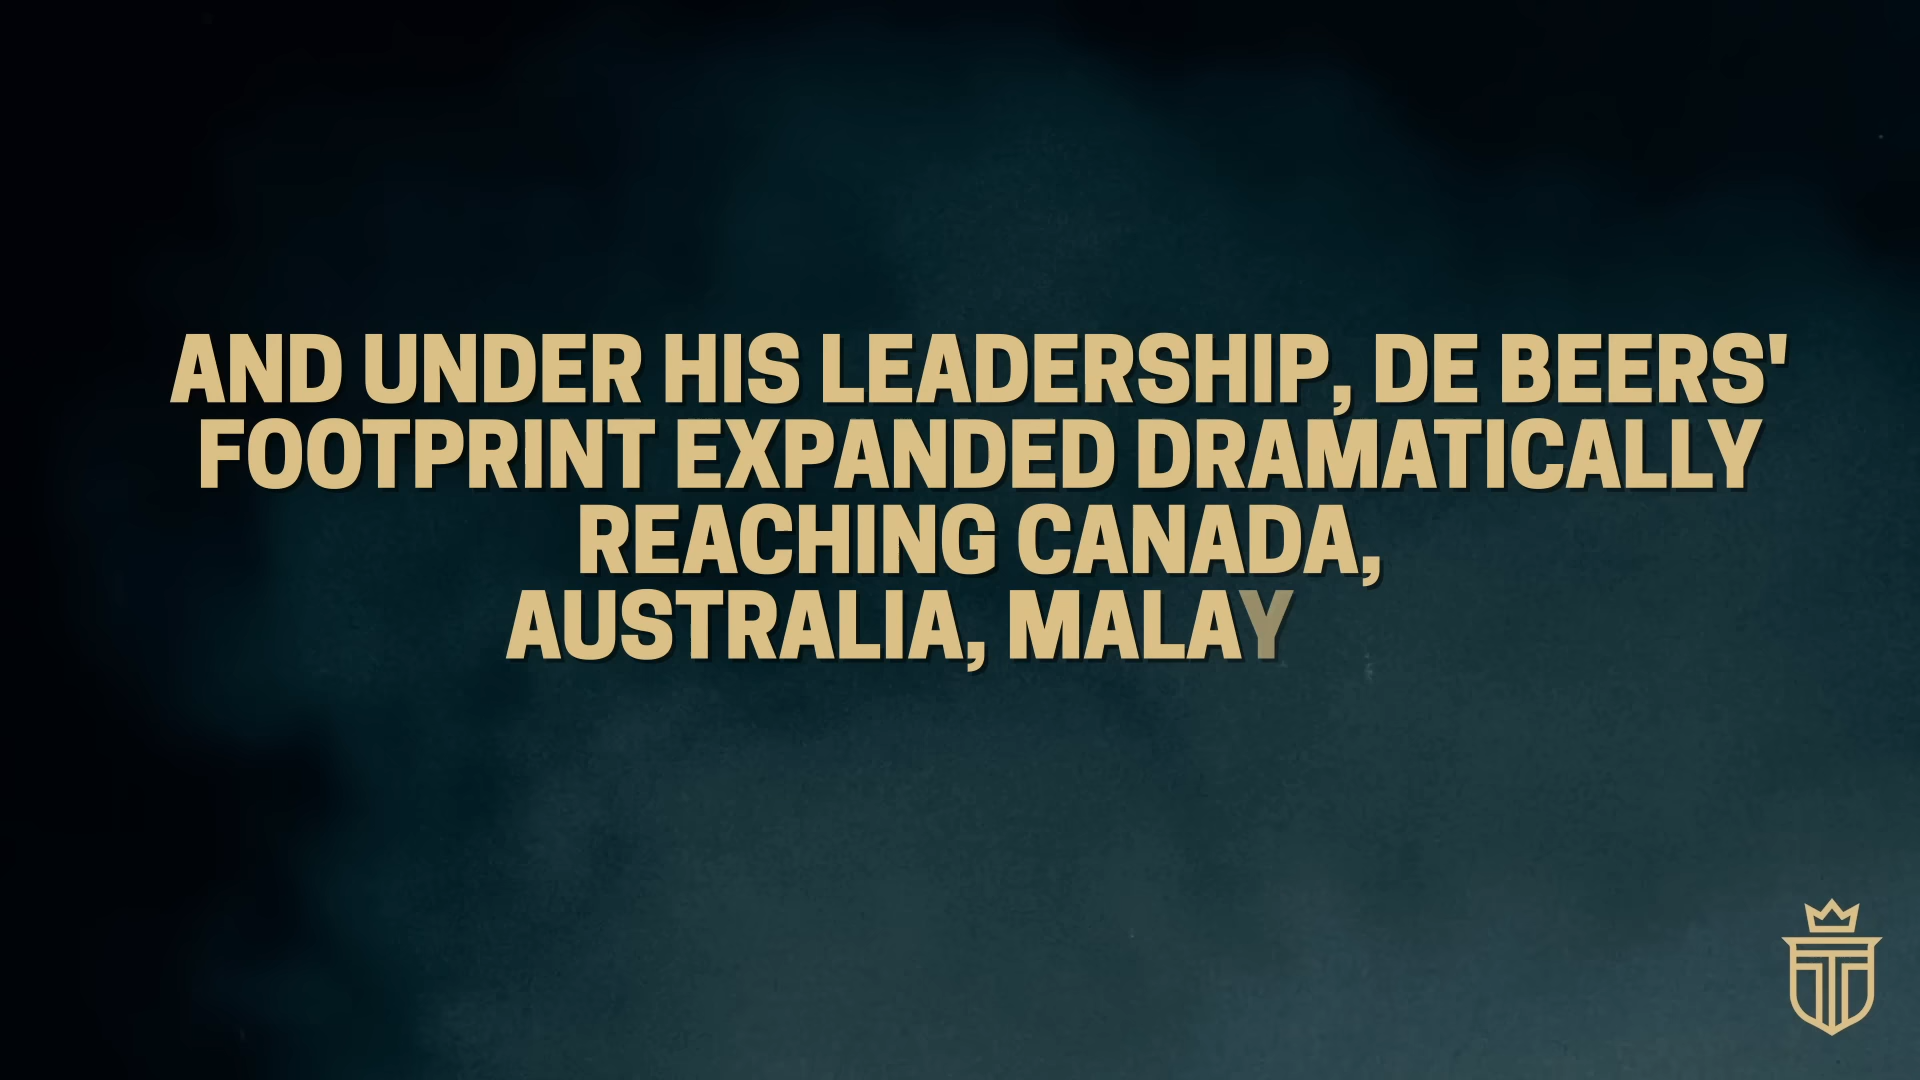 AND UNDER HIS LEADERSHIP, DE BEERS'
FOOTPRINT EXPANDED DRAMATICALLY
REACHING CANADA,
AUSTRALIA, MALAY